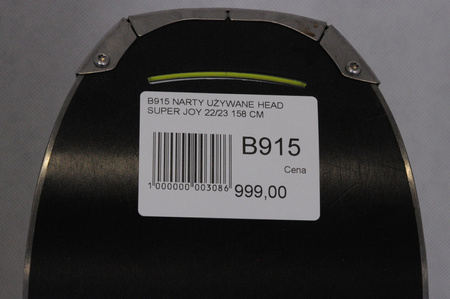 B915 NARTY UŻYWANE HEAD
SUPER JOY 22/23 158 CM
B915
Cena
1 000000 003086
999,00